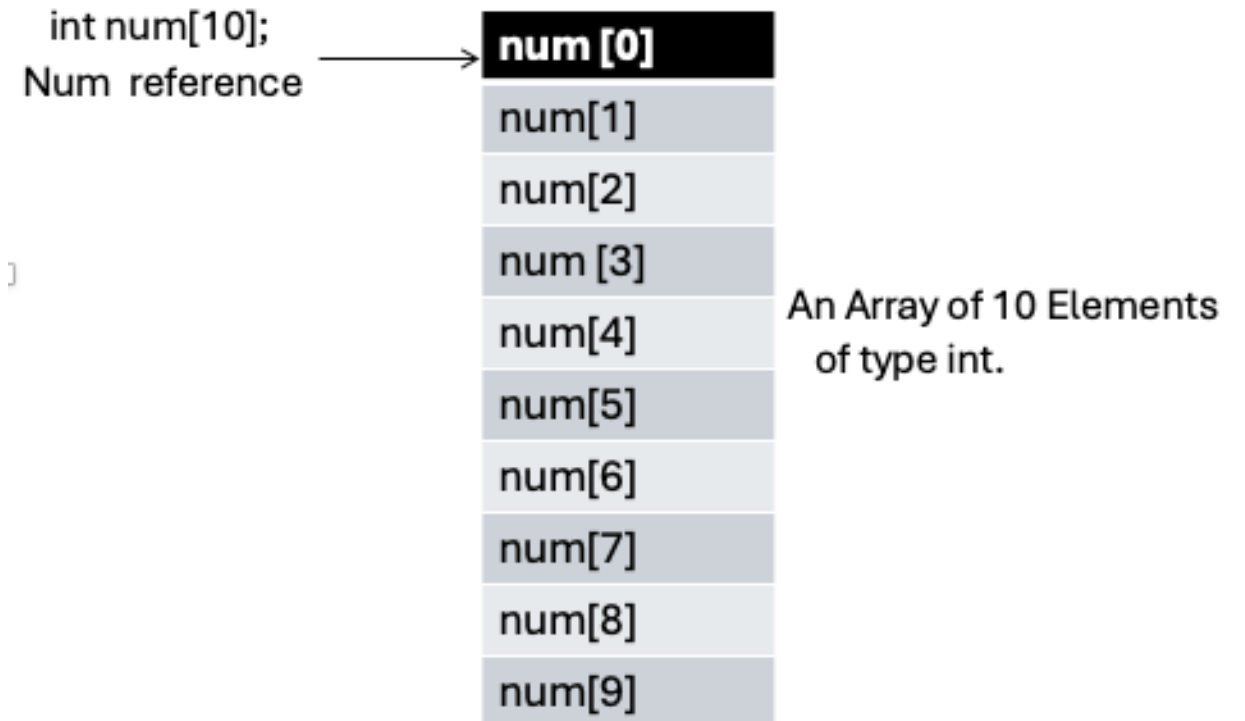 int num[10];
Num reference
num [0]
num[1]
num[2]
num [3]
num[4]
num[5]
num[6]
num[7]
num[8]
num[9]
An Array of 10 Elements
of type int.